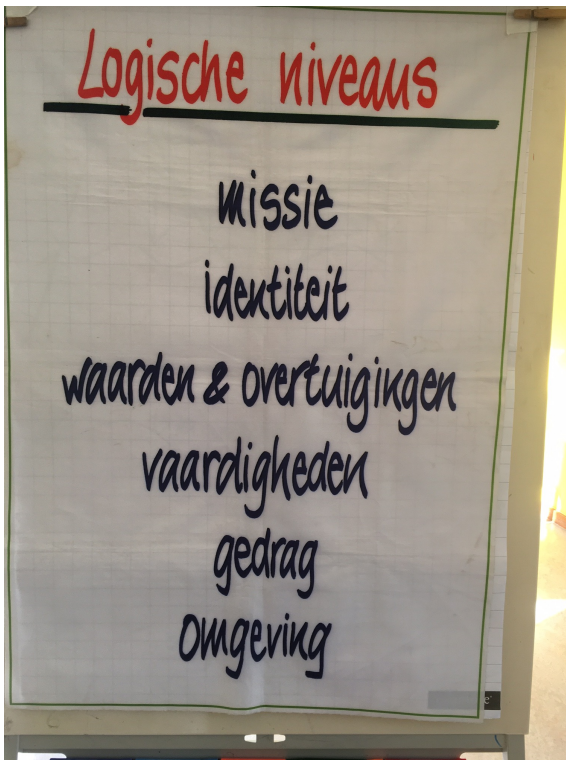 Logische niveaus
missie
identiteit
waarden & overtuigingen
vaardigheden
gedrag
omgeving